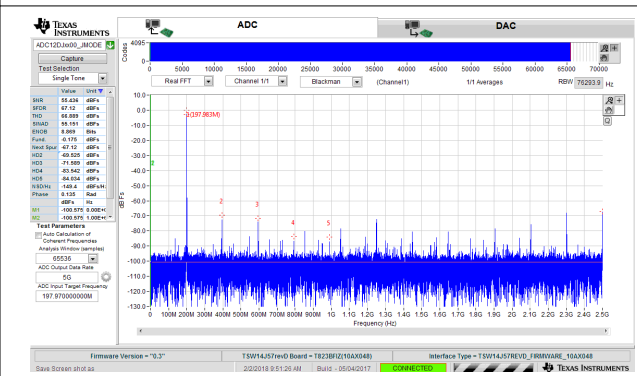 TEXAS INSTRUMENTS
ADC
DAC
ADC12DJxx00_JMODE
Capture
Test Selection
Single Tone
Value Unit
SNR 55.436 dBFs
SFDR 67.12 dBFs
THD 66.889 dBFs
SINAD 55.151 dBFs
ENOB 8.869 Bits
Fund. -0.175 dBFs
Next Spur -67.12 dBFs
HD2 -69.525 dBFs
HD3 -71.589 dBFs
HD4 -83.542 dBFs
HD5 -84.834 dBFs
NSD/Hz -149.4 dBFs/H
Phase 0.135 Rad
dBFs Hz
M1 -100.575 0.00E+
M2 -100.575 1.00E+
Test Parameters
Auto Calculation of
Coherent Frequencies
Analysis Window (samples)
65536
ADC Output Data Rate
5G
ADC Input Target Frequency
197.970000000M
Codes
4095
0
0 5000 10000 15000 20000 25000 30000 35000 40000 45000 50000 55000 60000 65000 70000
Real FFT Channel 1/1 Blackman (Channel1) 1/1 Averages RBW 76293.9 Hz
dBFs
10.0
0.0
-10.0
-20.0
-30.0
-40.0
-50.0
-60.0
-70.0
-80.0
-90.0
-100.0
-110.0
-120.0
-130.0
(197.983M)
2
3
4
5
0 100M 200M 300M 400M 500M 600M 700M 800M 900M 1G 1.1G 1.2G 1.3G 1.4G 1.5G 1.6G 1.7G 1.8G 1.9G 2G 2.1G 2.2G 2.3G 2.4G 2.5G
Frequency (Hz)
Firmware Version = "0.3" TSW14J57revD Board = T823BFIZ(10AX048) Interface Type = TSW14J57REVD_FIRMWARE_10AX048
Save Screen shot as 2/2/2018 9:51:26 AM Build - 05/04/2017 CONNECTED TEXAS INSTRUMENTS